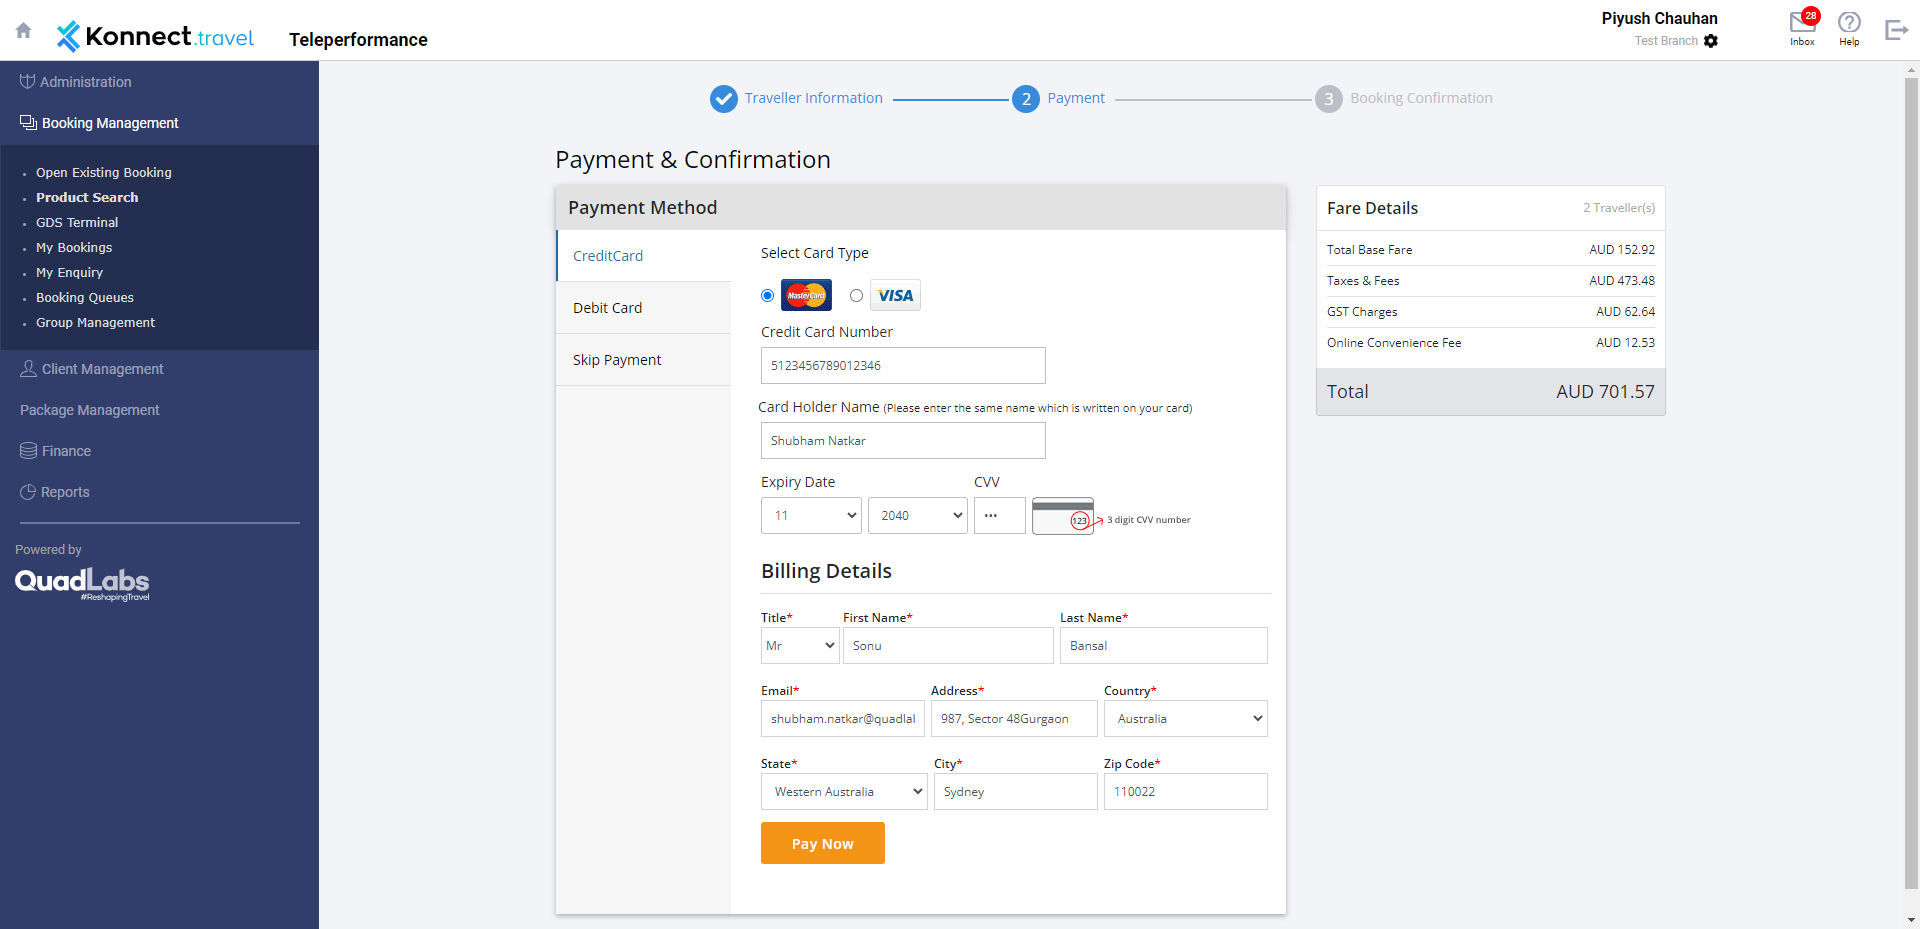 Konnect.travel
Teleperformance
Piyush Chauhan
Test Branch
28
Inbox
Help
Administration
Booking Management
Open Existing Booking
Product Search
GDS Terminal
My Bookings
My Enquiry
Booking Queues
Group Management
Client Management
Package Management
Finance
Reports
Powered by
QuadLabs
#ReshapingTravel
Traveller Information
2 Payment
3 Booking Confirmation
Payment & Confirmation
Payment Method
CreditCard
Debit Card
Skip Payment
Select Card Type
MasterCard VISA
Credit Card Number
5123456789012346
Card Holder Name (Please enter the same name which is written on your card)
Shubham Natkar
Expiry Date CVV
11 2040 ••• 123 3 digit CVV number
Billing Details
Title* First Name* Last Name*
Mr Sonu Bansal
Email* Address* Country*
shubham.natkar@quadlal 987, Sector 48Gurgaon Australia
State* City* Zip Code*
Western Australia Sydney 110022
Pay Now
Fare Details 2 Traveller(s)
Total Base Fare AUD 152.92
Taxes & Fees AUD 473.48
GST Charges AUD 62.64
Online Convenience Fee AUD 12.53
Total AUD 701.57